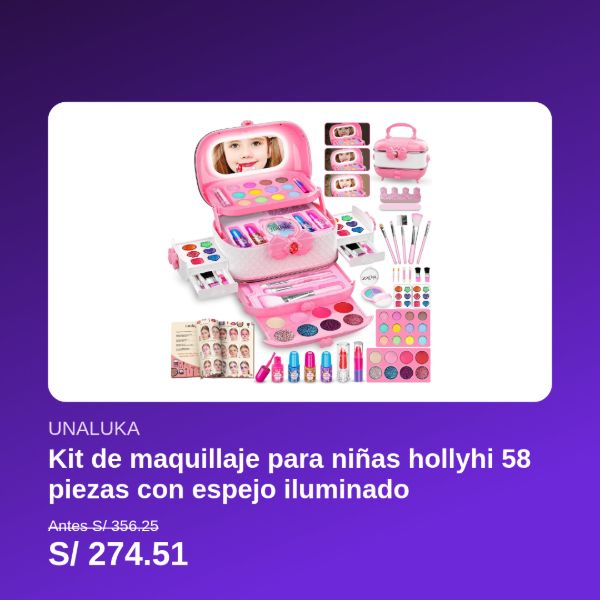 UNALUKA
Kit de maquillaje para niñas hollyhi 58
piezas con espejo iluminado
Antes S/ 356.25
S/ 274.51